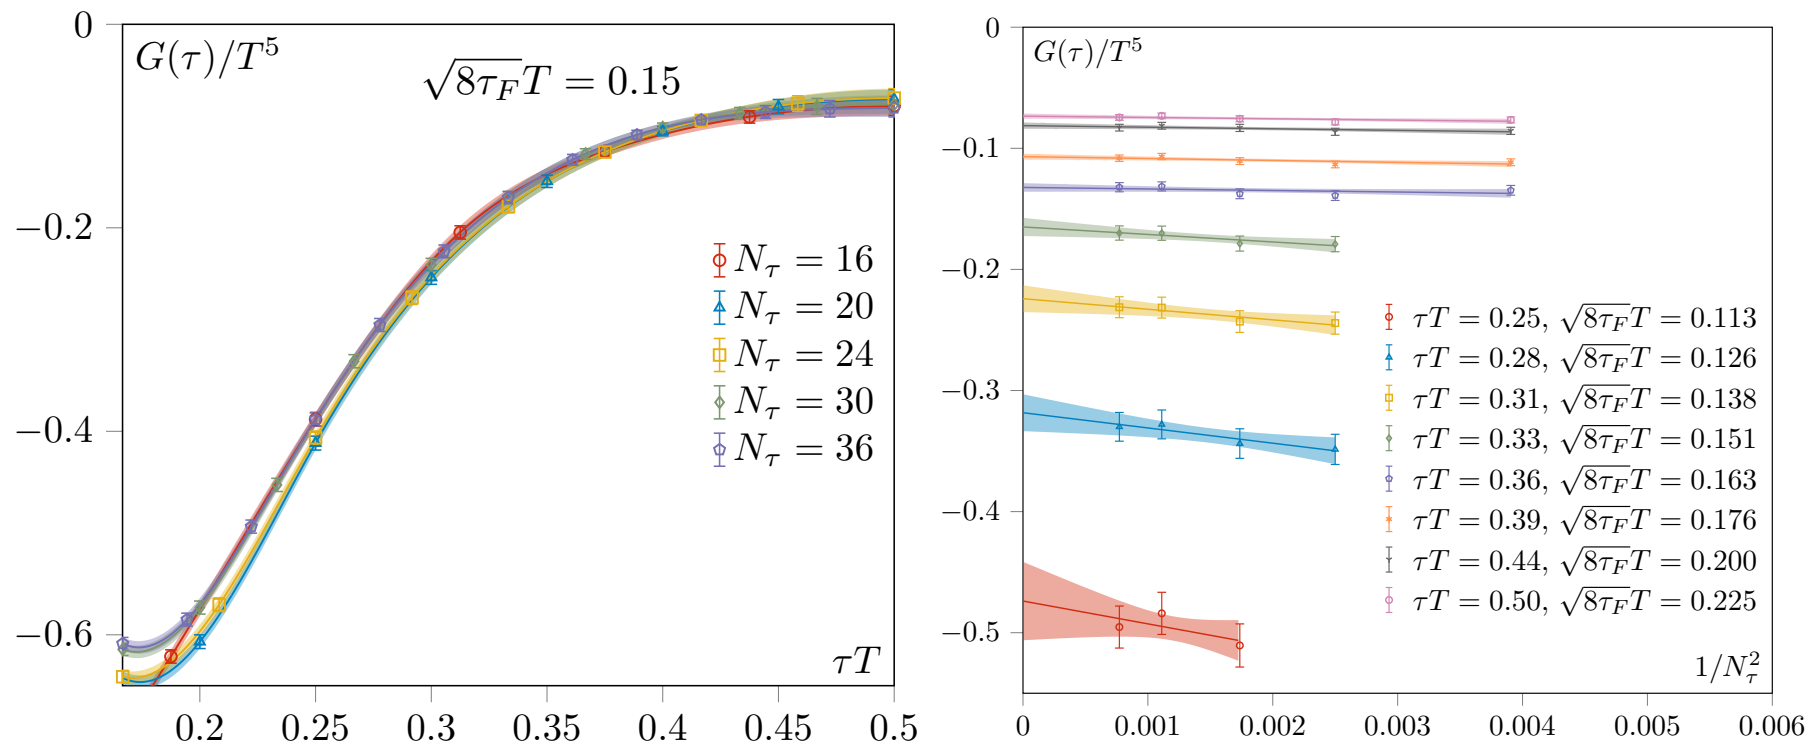 G(τ)/T⁵
√8τ_F T = 0.15
0
−0.2
−0.4
−0.6
N_τ = 16
N_τ = 20
N_τ = 24
N_τ = 30
N_τ = 36
τT
0.2 0.25 0.3 0.35 0.4 0.45 0.5
G(τ)/T⁵
0
−0.1
−0.2
−0.3
−0.4
−0.5
τT = 0.25, √8τ_F T = 0.113
τT = 0.28, √8τ_F T = 0.126
τT = 0.31, √8τ_F T = 0.138
τT = 0.33, √8τ_F T = 0.151
τT = 0.36, √8τ_F T = 0.163
τT = 0.39, √8τ_F T = 0.176
τT = 0.44, √8τ_F T = 0.200
τT = 0.50, √8τ_F T = 0.225
1/N_τ²
0 0.001 0.002 0.003 0.004 0.005 0.006